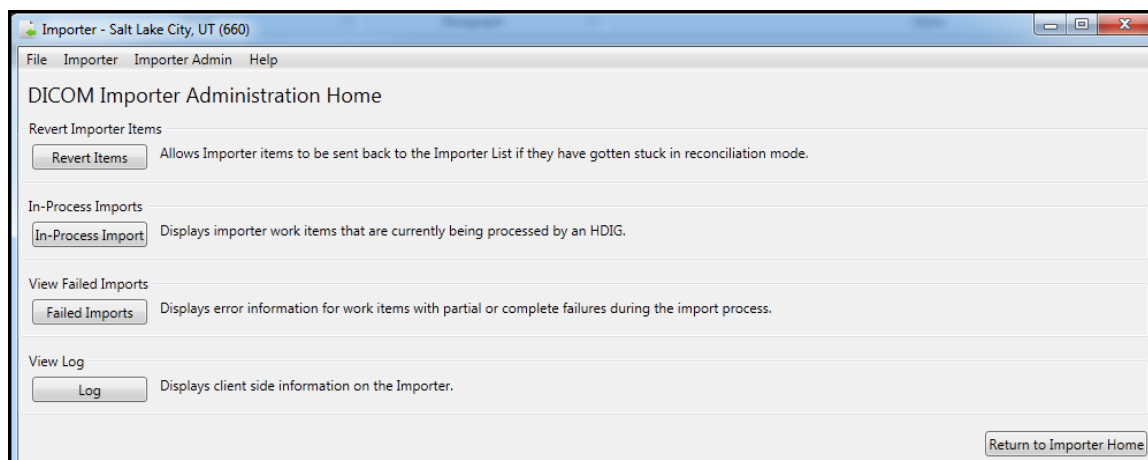 Importer - Salt Lake City, UT (660)
File Importer Importer Admin Help
DICOM Importer Administration Home
Revert Importer Items
Revert Items Allows Importer items to be sent back to the Importer List if they have gotten stuck in reconciliation mode.
In-Process Imports
In-Process Import Displays importer work items that are currently being processed by an HDIG.
View Failed Imports
Failed Imports Displays error information for work items with partial or complete failures during the import process.
View Log
Log Displays client side information on the Importer.
Return to Importer Home